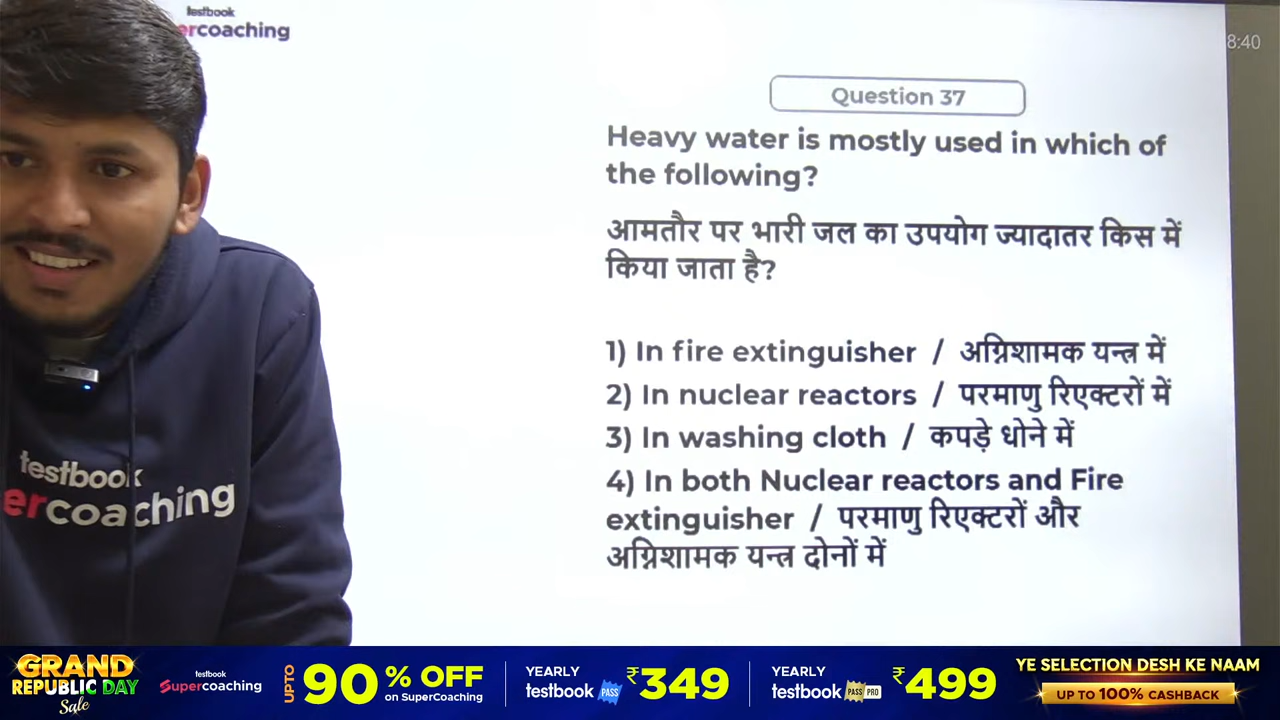 testbook
ercoaching
8:40
Question 37
Heavy water is mostly used in which of
the following?
आमतौर पर भारी जल का उपयोग ज्यादातर किस में
किया जाता है?
1) In fire extinguisher / अग्निशामक यन्त्र में
2) In nuclear reactors / परमाणु रिएक्टरों में
3) In washing cloth / कपड़े धोने में
4) In both Nuclear reactors and Fire
extinguisher / परमाणु रिएक्टरों और
अग्निशामक यन्त्र दोनों में
testbook
ercoaching
GRAND
REPUBLIC DAY
Sale
testbook
Supercoaching
UPTO 90% OFF
on SuperCoaching
YEARLY
testbook PASS
₹349
YEARLY
testbook PASS PRO
₹499
YE SELECTION DESH KE NAAM
UP TO 100% CASHBACK